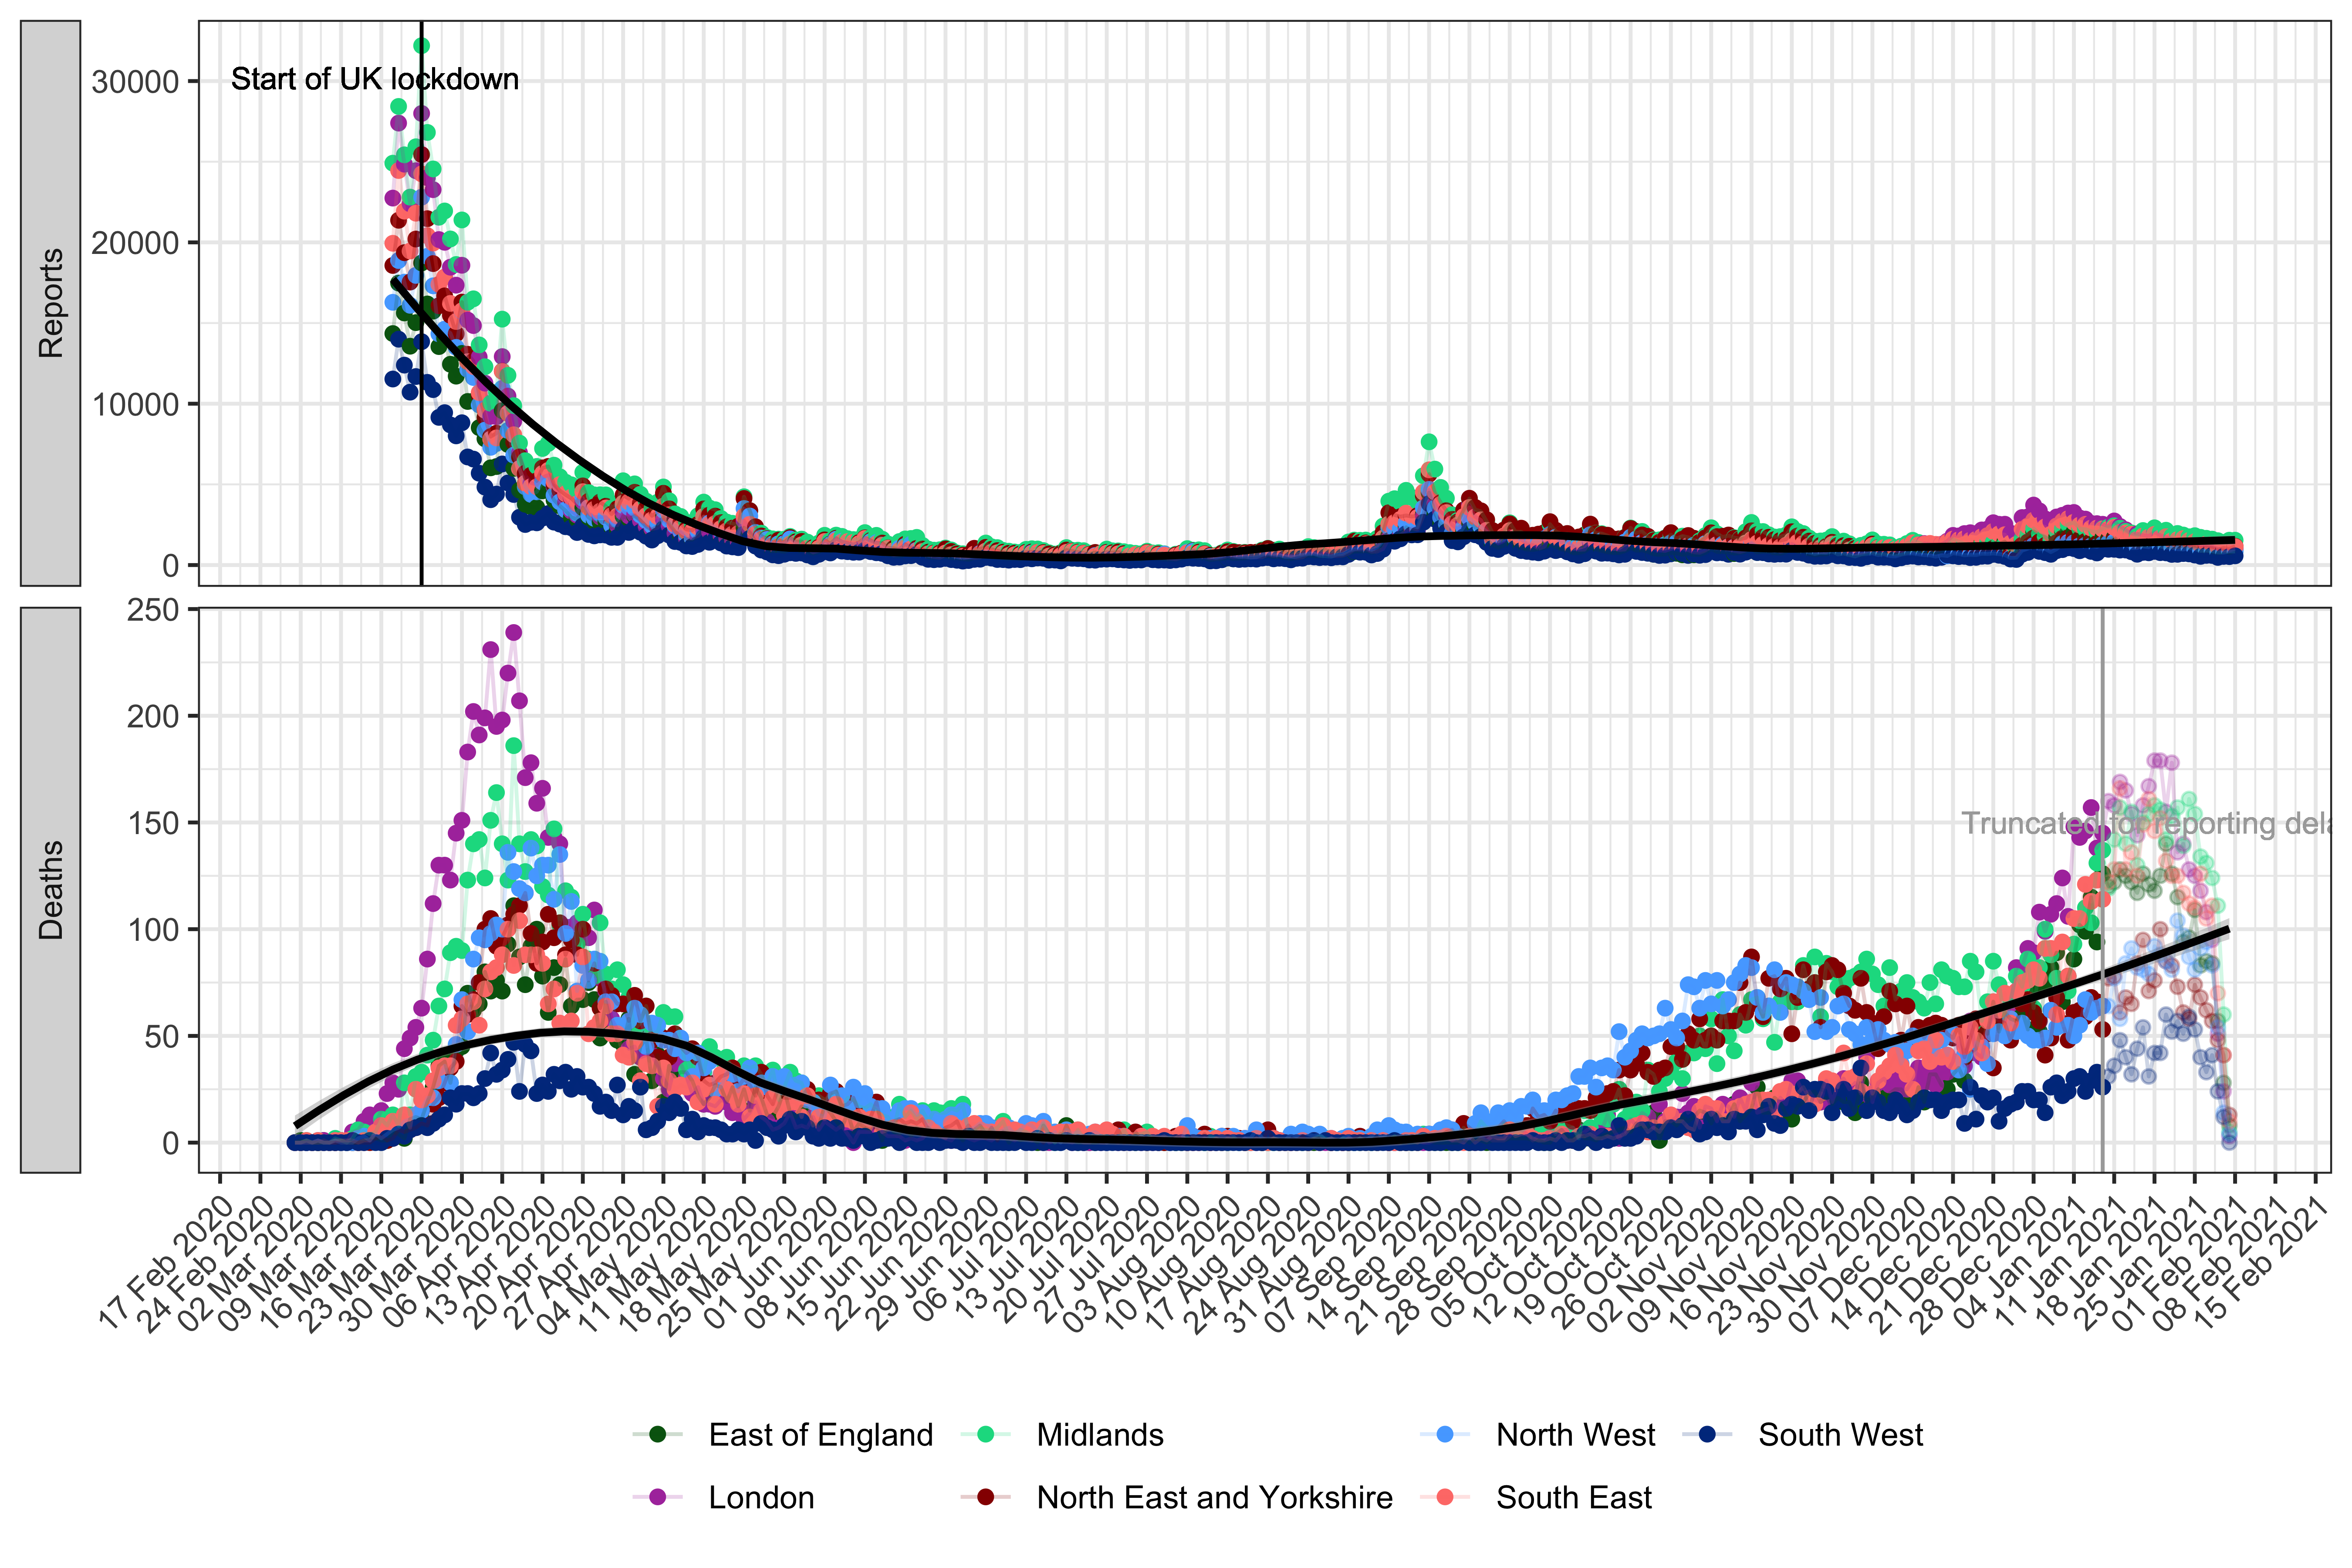 Reports
30000
20000
10000
0
Start of UK lockdown
Deaths
250
200
150
100
50
0
Truncated for reporting dela
17 Feb 2020
24 Feb 2020
02 Mar 2020
09 Mar 2020
16 Mar 2020
23 Mar 2020
30 Mar 2020
06 Apr 2020
13 Apr 2020
20 Apr 2020
27 Apr 2020
04 May 2020
11 May 2020
18 May 2020
25 May 2020
01 Jun 2020
08 Jun 2020
15 Jun 2020
22 Jun 2020
29 Jun 2020
06 Jul 2020
13 Jul 2020
20 Jul 2020
27 Jul 2020
03 Aug 2020
10 Aug 2020
17 Aug 2020
24 Aug 2020
31 Aug 2020
07 Sep 2020
14 Sep 2020
21 Sep 2020
28 Sep 2020
05 Oct 2020
12 Oct 2020
19 Oct 2020
26 Oct 2020
02 Nov 2020
09 Nov 2020
16 Nov 2020
23 Nov 2020
30 Nov 2020
07 Dec 2020
14 Dec 2020
21 Dec 2020
28 Dec 2020
04 Jan 2021
11 Jan 2021
18 Jan 2021
25 Jan 2021
01 Feb 2021
08 Feb 2021
15 Feb 2021
East of England
Midlands
North West
South West
London
North East and Yorkshire
South East